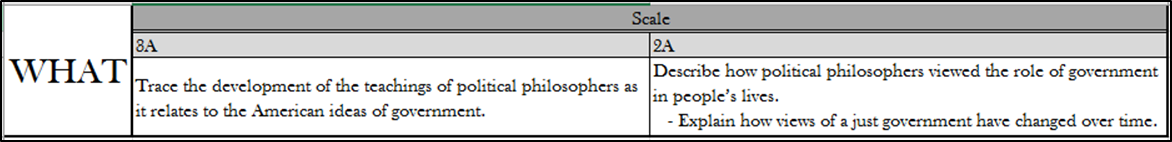 WHAT
Scale
3A
2A
Trace the development of the teachings of political philosophers as
it relates to the American ideas of government.
Describe how political philosophers viewed the role of government
in people’s lives.
- Explain how views of a just government have changed over time.